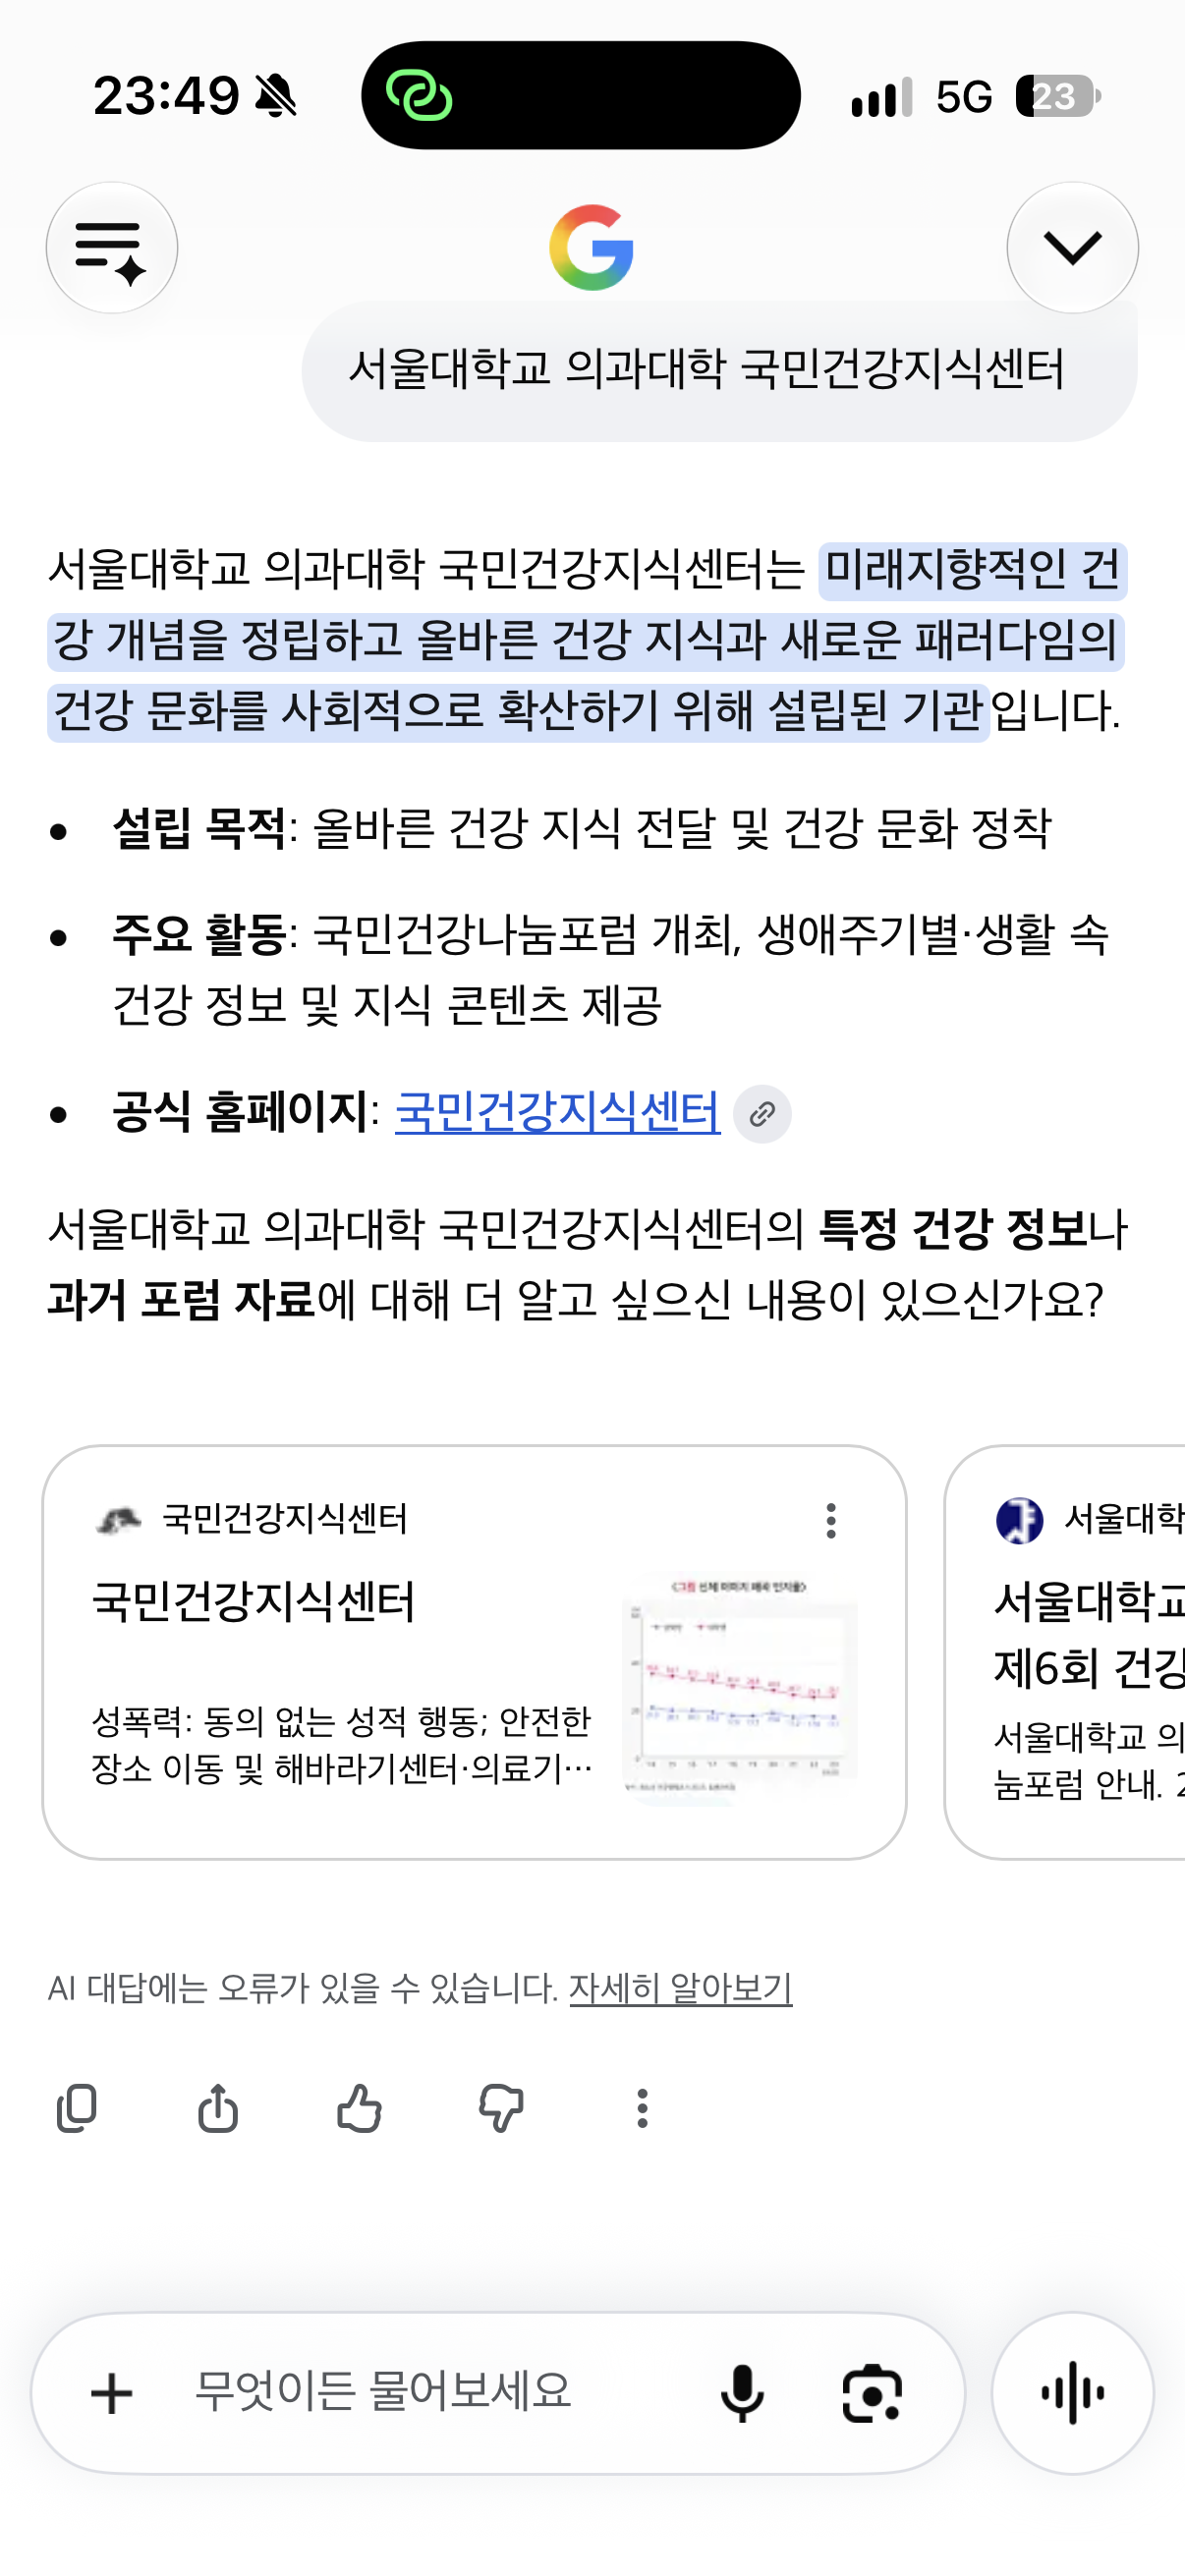 23:49
5G
23
서울대학교 의과대학 국민건강지식센터
서울대학교 의과대학 국민건강지식센터는 미래지향적인 건
강 개념을 정립하고 올바른 건강 지식과 새로운 패러다임의
건강 문화를 사회적으로 확산하기 위해 설립된 기관입니다.
• 설립 목적: 올바른 건강 지식 전달 및 건강 문화 정착
• 주요 활동: 국민건강나눔포럼 개최, 생애주기별·생활 속
건강 정보 및 지식 콘텐츠 제공
• 공식 홈페이지: 국민건강지식센터
서울대학교 의과대학 국민건강지식센터의 특정 건강 정보나
과거 포럼 자료에 대해 더 알고 싶으신 내용이 있으신가요?
국민건강지식센터
국민건강지식센터
성폭력: 동의 없는 성적 행동; 안전한
장소 이동 및 해바라기센터·의료기…
서울대학
서울대학교
제6회 건강
서울대학교 의
눔포럼 안내. 2
AI 대답에는 오류가 있을 수 있습니다. 자세히 알아보기
무엇이든 물어보세요